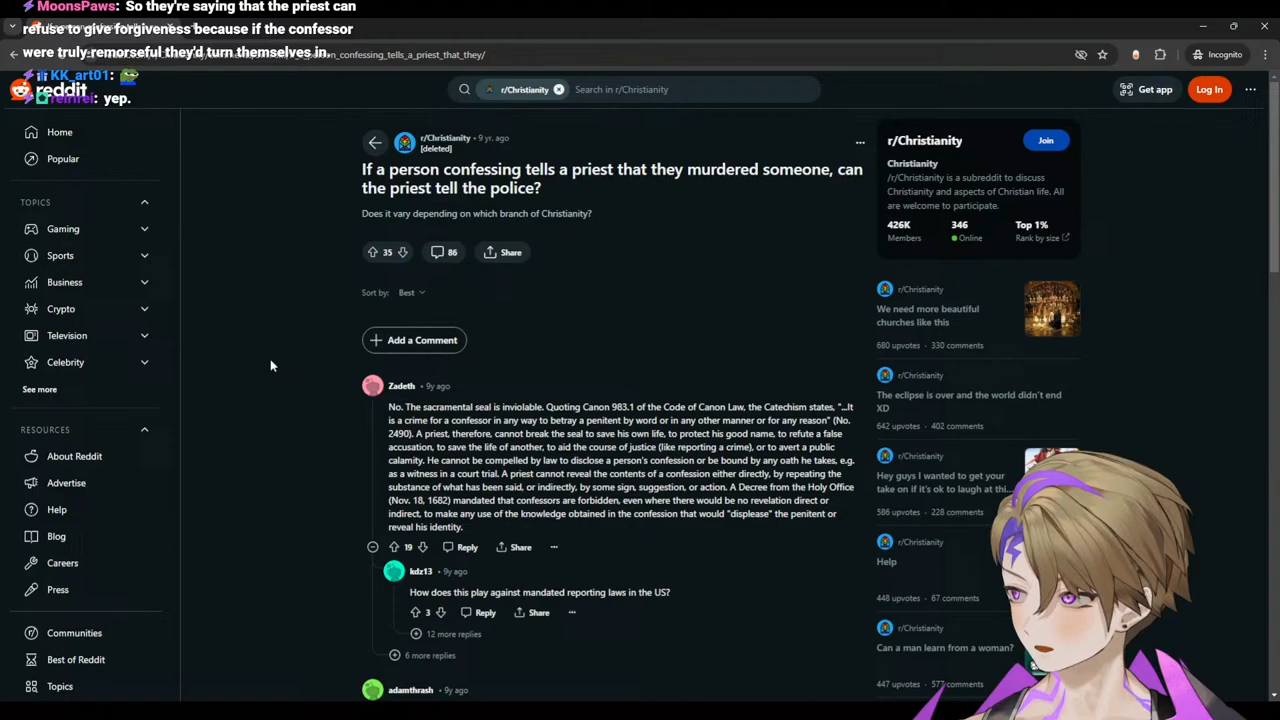 MoonsPaws: So they're saying that the priest can
refuse to give forgiveness because if the confessor
were truly remorseful they'd turn themselves in.
KK_art01:
reinrei: yep.
_person_confessing_tells_a_priest_that_they/
Incognito
reddit
r/Christianity
Search in r/Christianity
Get app
Log In
Home
Popular
TOPICS
Gaming
Sports
Business
Crypto
Television
Celebrity
See more
RESOURCES
About Reddit
Advertise
Help
Blog
Careers
Press
Communities
Best of Reddit
Topics
r/Christianity • 9 yr. ago
[deleted]
If a person confessing tells a priest that they murdered someone, can
the priest tell the police?
Does it vary depending on which branch of Christianity?
35
86
Share
Sort by: Best
Add a Comment
Zadeth • 9y ago
No. The sacramental seal is inviolable. Quoting Canon 983.1 of the Code of Canon Law, the Catechism states, "...It
is a crime for a confessor in any way to betray a penitent by word or in any other manner or for any reason" (No.
2490). A priest, therefore, cannot break the seal to save his own life, to protect his good name, to refute a false
accusation, to save the life of another, to aid the course of justice (like reporting a crime), or to avert a public
calamity. He cannot be compelled by law to disclose a person's confession or be bound by any oath he takes, e.g.
as a witness in a court trial. A priest cannot reveal the contents of a confession either directly, by repeating the
substance of what has been said, or indirectly, by some sign, suggestion, or action. A Decree from the Holy Office
(Nov. 18, 1682) mandated that confessors are forbidden, even where there would be no revelation direct or
indirect, to make any use of the knowledge obtained in the confession that would "displease" the penitent or
reveal his identity.
19
Reply
Share
kdz13 • 9y ago
How does this play against mandated reporting laws in the US?
3
Reply
Share
12 more replies
6 more replies
adamthrash • 9y ago
r/Christianity
Join
Christianity
/r/Christianity is a subreddit to discuss
Christianity and aspects of Christian life. All
are welcome to participate.
426K
346
Top 1%
Members
Online
Rank by size
r/Christianity
We need more beautiful
churches like this
680 upvotes • 330 comments
r/Christianity
The eclipse is over and the world didn't end
XD
642 upvotes • 402 comments
r/Christianity
Hey guys I wanted to get your
take on if it's ok to laugh at thi...
586 upvotes • 228 comments
r/Christianity
Help
448 upvotes • 67 comments
r/Christianity
Can a man learn from a woman?
447 upvotes • 577 comments